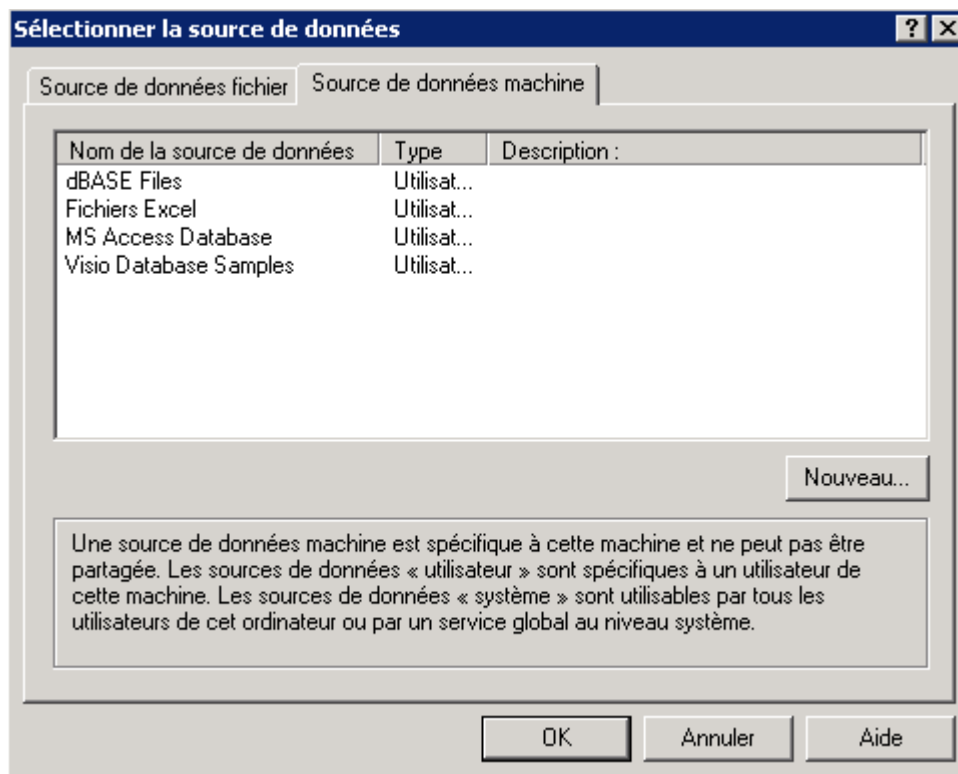 Sélectionner la source de données
Source de données fichier
Source de données machine
Nom de la source de données Type Description :
dBASE Files Utilisat...
Fichiers Excel Utilisat...
MS Access Database Utilisat...
Visio Database Samples Utilisat...
Nouveau...
Une source de données machine est spécifique à cette machine et ne peut pas être
partagée. Les sources de données « utilisateur » sont spécifiques à un utilisateur de
cette machine. Les sources de données « système » sont utilisables par tous les
utilisateurs de cet ordinateur ou par un service global au niveau système.
OK Annuler Aide